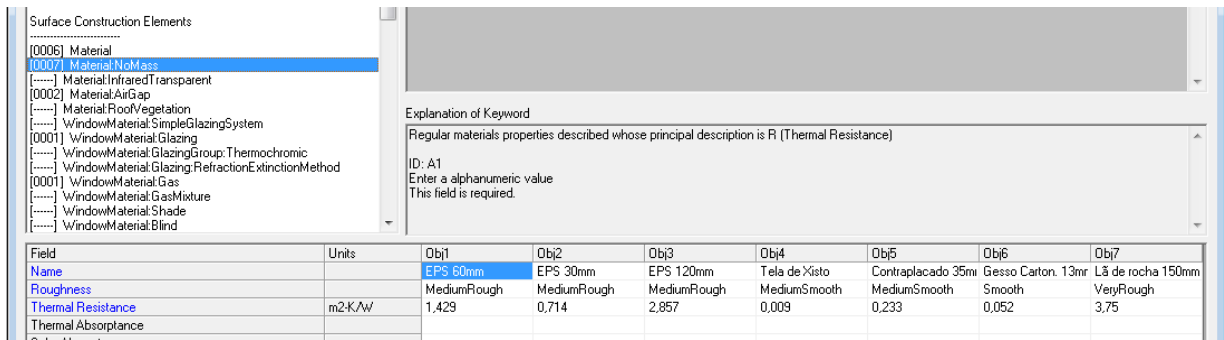 Surface Construction Elements
---------------------------
[0006] Material
[0007] Material:NoMass
[------] Material:InfraredTransparent
[0002] Material:AirGap
[------] Material:RoofVegetation
[------] WindowMaterial:SimpleGlazingSystem
[0001] WindowMaterial:Glazing
[------] WindowMaterial:GlazingGroup:Thermochromic
[------] WindowMaterial:Glazing:RefractionExtinctionMethod
[0001] WindowMaterial:Gas
[------] WindowMaterial:GasMixture
[------] WindowMaterial:Shade
[------] WindowMaterial:Blind
Explanation of Keyword
Regular materials properties described whose principal description is R (Thermal Resistance)
ID: A1
Enter a alphanumeric value
This field is required.
Field Units Obj1 Obj2 Obj3 Obj4 Obj5 Obj6 Obj7
Name EPS 60mm EPS 30mm EPS 120mm Tela de Xisto Contraplacado 35m Gesso Carton. 13mr Lã de rocha 150mm
Roughness MediumRough MediumRough MediumRough MediumSmooth MediumSmooth Smooth VeryRough
Thermal Resistance m2-K/W 1,429 0,714 2,857 0,009 0,233 0,052 3,75
Thermal Absorptance